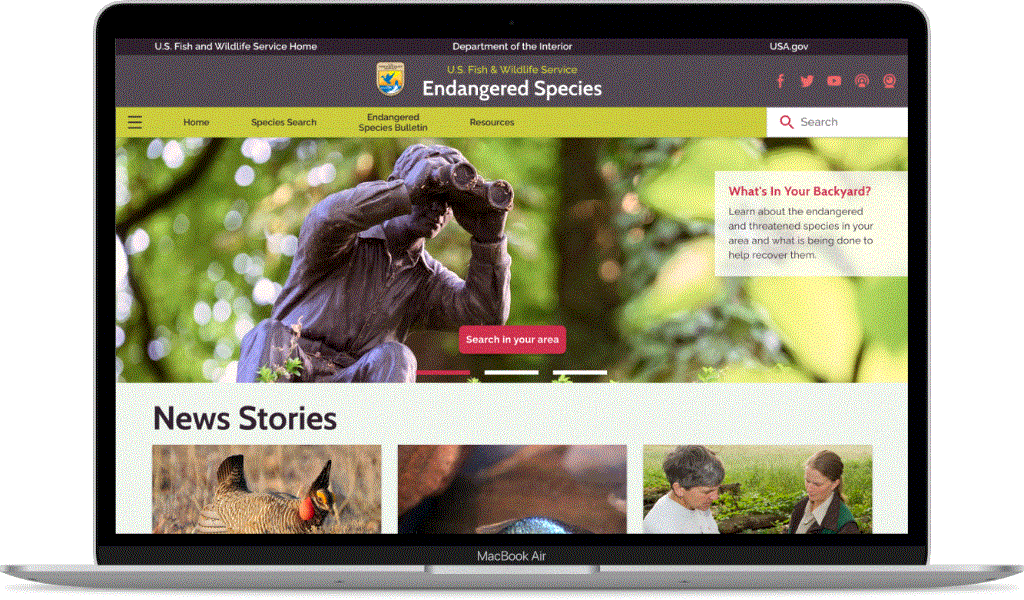 U.S. Fish and Wildlife Service Home
Department of the Interior
USA.gov
U.S. Fish & Wildlife Service
Endangered Species
Home
Species Search
Endangered
Species Bulletin
Resources
Search
What's In Your Backyard?
Learn about the endangered
and threatened species in your
area and what is being done to
help recover them.
Search in your area
News Stories
MacBook Air